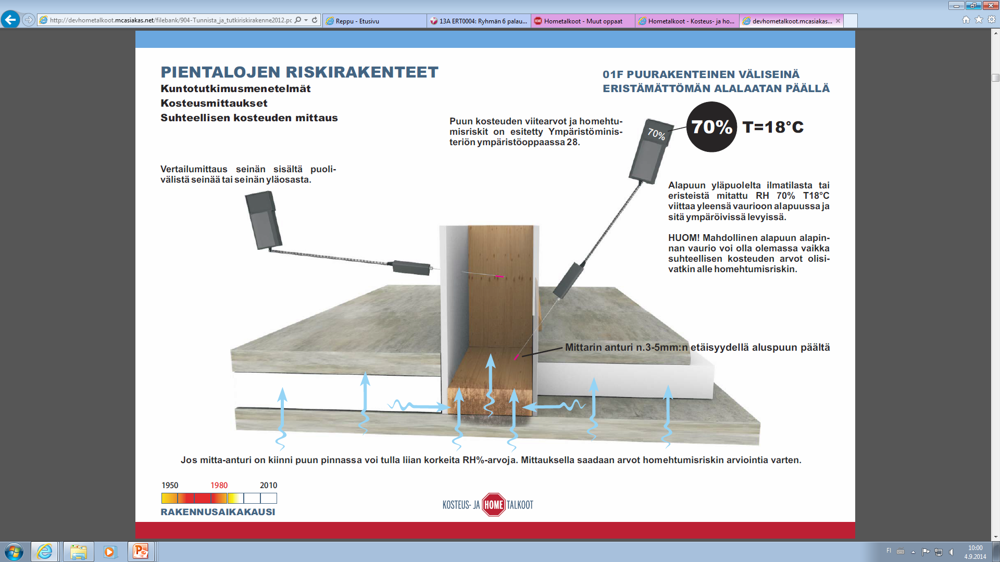 http://devhometalkoot.mcasiakas.net/filebank/904-Tunnista_ja_tutkiriskirakenne2012.pc
Reppu - Etusivu
13A ERT0004: Ryhmän 6 palau...
Hometalkoot - Muut oppaat
Hometalkoot - Kosteus- ja ho...
devhometalkoot.mcasiakas...
PIENTALOJEN RISKIRAKENTEET
Kuntotutkimusmenetelmät
Kosteusmittaukset
Suhteellisen kosteuden mittaus
01F PUURAKENTEINEN VÄLISEINÄ
ERISTÄMÄTTÖMÄN ALALAATAN PÄÄLLÄ
Puun kosteuden viitearvot ja homehtu-
misriskit on esitetty Ympäristöminis-
teriön ympäristöoppaassa 28.
70%
70%
T=18°C
Vertailumittaus seinän sisältä puoli-
välistä seinää tai seinän yläosasta.
Alapuun yläpuolelta ilmatilasta tai
eristeistä mitattu RH 70% T18°C
viittaa yleensä vaurioon alapuussa ja
sitä ympäröivissä levyissä.
HUOM! Mahdollinen alapuun alapin-
nan vaurio voi olla olemassa vaikka
suhteellisen kosteuden arvot olisi-
vatkin alle homehtumisriskin.
Mittarin anturi n.3-5mm:n etäisyydellä aluspuun päältä
Jos mitta-anturi on kiinni puun pinnassa voi tulla liian korkeita RH%-arvoja. Mittauksella saadaan arvot homehtumisriskin arviointia varten.
1950 1980 2010
RAKENNUSAIKAKAUSI
KOSTEUS- JA HOME TALKOOT
FI
10:00
4.9.2014